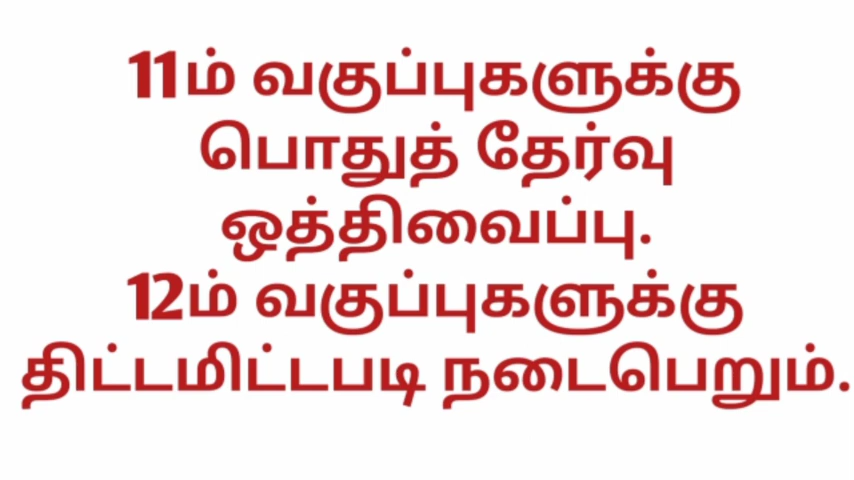 11ம் வகுப்புகளுக்கு
பொதுத் தேர்வு
ஒத்திவைப்பு.
12ம் வகுப்புகளுக்கு
திட்டமிட்டபடி நடைபெறும்.